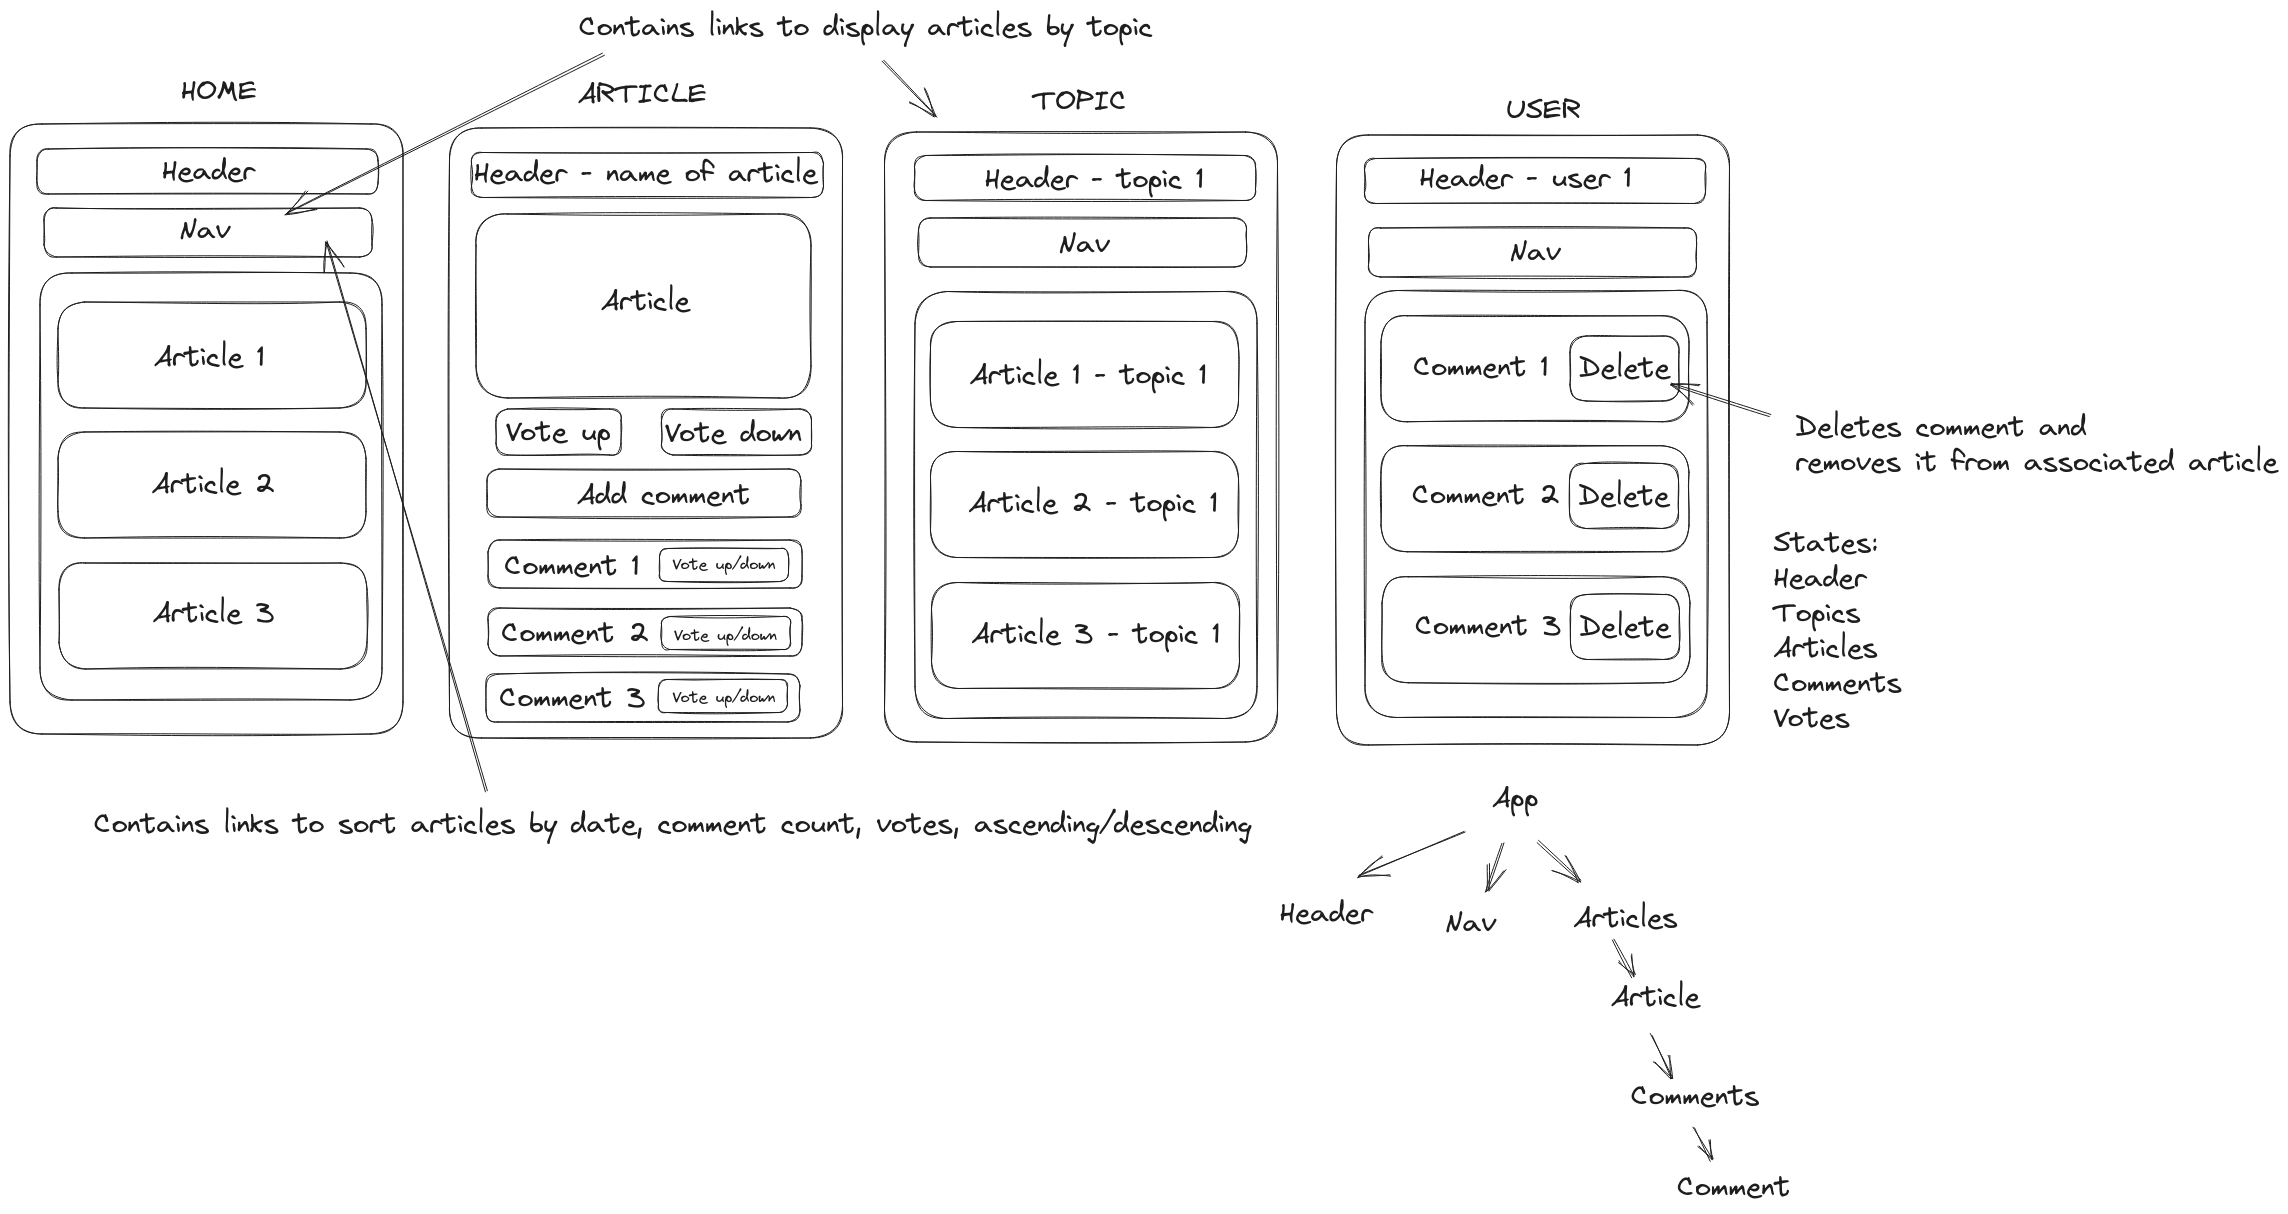 Contains links to display articles by topic
HOME
Header
Nav
Article 1
Article 2
Article 3
ARTICLE
Header - name of article
Article
Vote up
Vote down
Add comment
Comment 1
Vote up/down
Comment 2
Vote up/down
Comment 3
Vote up/down
TOPIC
Header - topic 1
Nav
Article 1 - topic 1
Article 2 - topic 1
Article 3 - topic 1
USER
Header - user 1
Nav
Comment 1
Delete
Comment 2
Delete
Comment 3
Delete
Deletes comment and
removes it from associated article
States:
Header
Topics
Articles
Comments
Votes
Contains links to sort articles by date, comment count, votes, ascending/descending
App
Header
Nav
Articles
Article
Comments
Comment